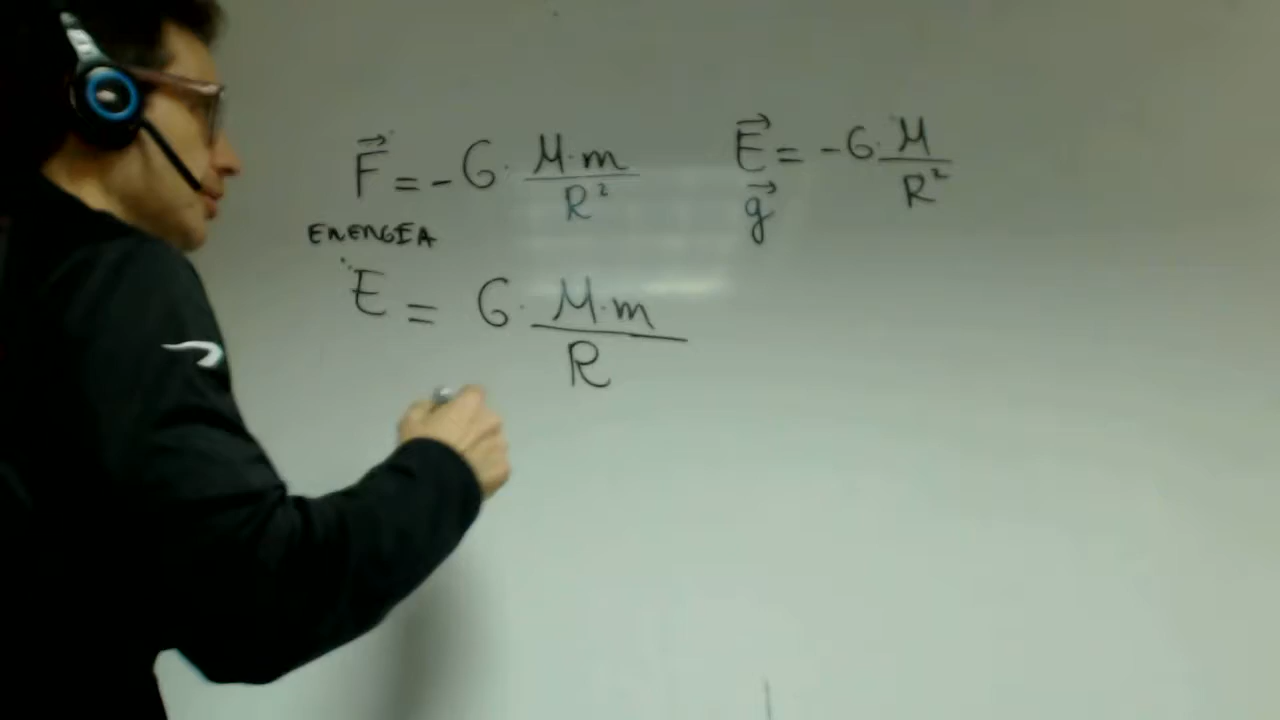 F⃗ = - G · M·m / R²
E⃗ = - G · M / R²
g⃗
ENERGIA
E = G · M·m / R